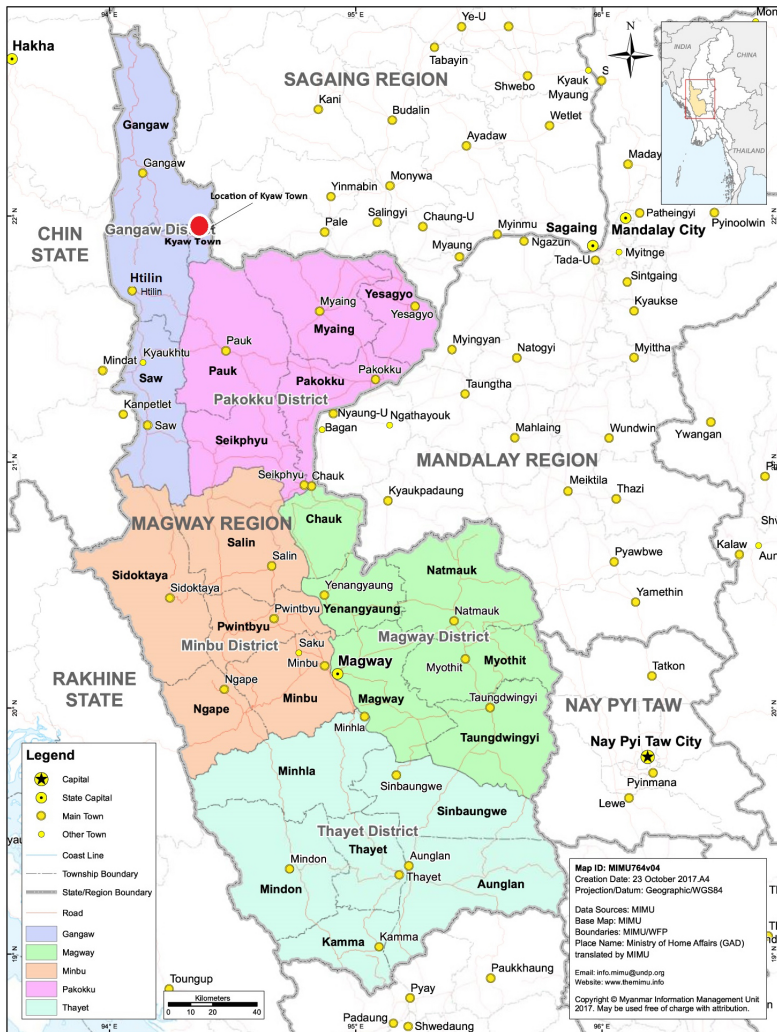 94°E
95°E
96°E
Hakha
Ye-U
Tabayin
SAGAING REGION
Shwebo
Kyauk
Myaung
Kani
Budalin
Wetlet
Gangaw
Ayadaw
INDIA
CHINA
THAILAND
Gangaw
Monywa
Yinmabin
Maday
Location of Kyaw Town
Salingyi
Chaung-U
Patheingyi
Pyinoolwin
22°N
22°N
Gangaw District
Pale
Myinmu
Sagaing
Mandalay City
CHIN
STATE
Kyaw Town
Myaung
Ngazun
Tada-U
Myitnge
Sintgaing
Htilin
Htilin
Yesagyo
Myaing
Yesagyo
Myaing
Kyaukse
Pauk
Myingyan
Natogyi
Myittha
Mindat
Kyaukhtu
Saw
Pauk
Pakokku
Pakokku
Pakokku District
Taungtha
Kanpetlet
Saw
Nyaung-U
Ngathayouk
Bagan
Seikphyu
Mahlaing
Wundwin
Ywangan
21°N
21°N
MANDALAY REGION
Seikphyu
Chauk
Kyaukpadaung
Meiktila
Thazi
MAGWAY REGION
Chauk
Salin
Kalaw
Salin
Sidoktaya
Natmauk
Pyawbwe
Sidoktaya
Yenangyaung
Yenangyaung
Yamethin
Pwintbyu
Pwintbyu
Natmauk
Minbu District
Magway District
Saku
Minbu
Magway
Myothit
Myothit
RAKHINE
STATE
Tatkon
Ngape
Ngape
Minbu
Magway
Taungdwingyi
NAY PYI TAW
20°N
20°N
Minhla
Taungdwingyi
Nay Pyi Taw City
Minhla
Sinbaungwe
Pyinmana
Sinbaungwe
Lewe
Thayet District
Thayet
Aunglan
Mindon
Mindon
Thayet
Aunglan
Kamma
Kamma
19°N
19°N
Toungup
Paukkhaung
Pyay
Padaung
Shwedaung
94°E
95°E
96°E
Legend
Capital
State Capital
Main Town
Other Town
Coast Line
Township Boundary
State/Region Boundary
Road
Gangaw
Magway
Minbu
Pakokku
Thayet
Kilometers
0 20 40
Map ID: MIMU764v04
Creation Date: 23 October 2017.A4
Projection/Datum: Geographic/WGS84
Data Sources: MIMU
Base Map: MIMU
Boundaries: MIMU/WFP
Place Name: Ministry of Home Affairs (GAD)
translated by MIMU
Email: info.mimu@undp.org
Website: www.themimu.info
Copyright © Myanmar Information Management Unit
2017. May be used free of charge with attribution.